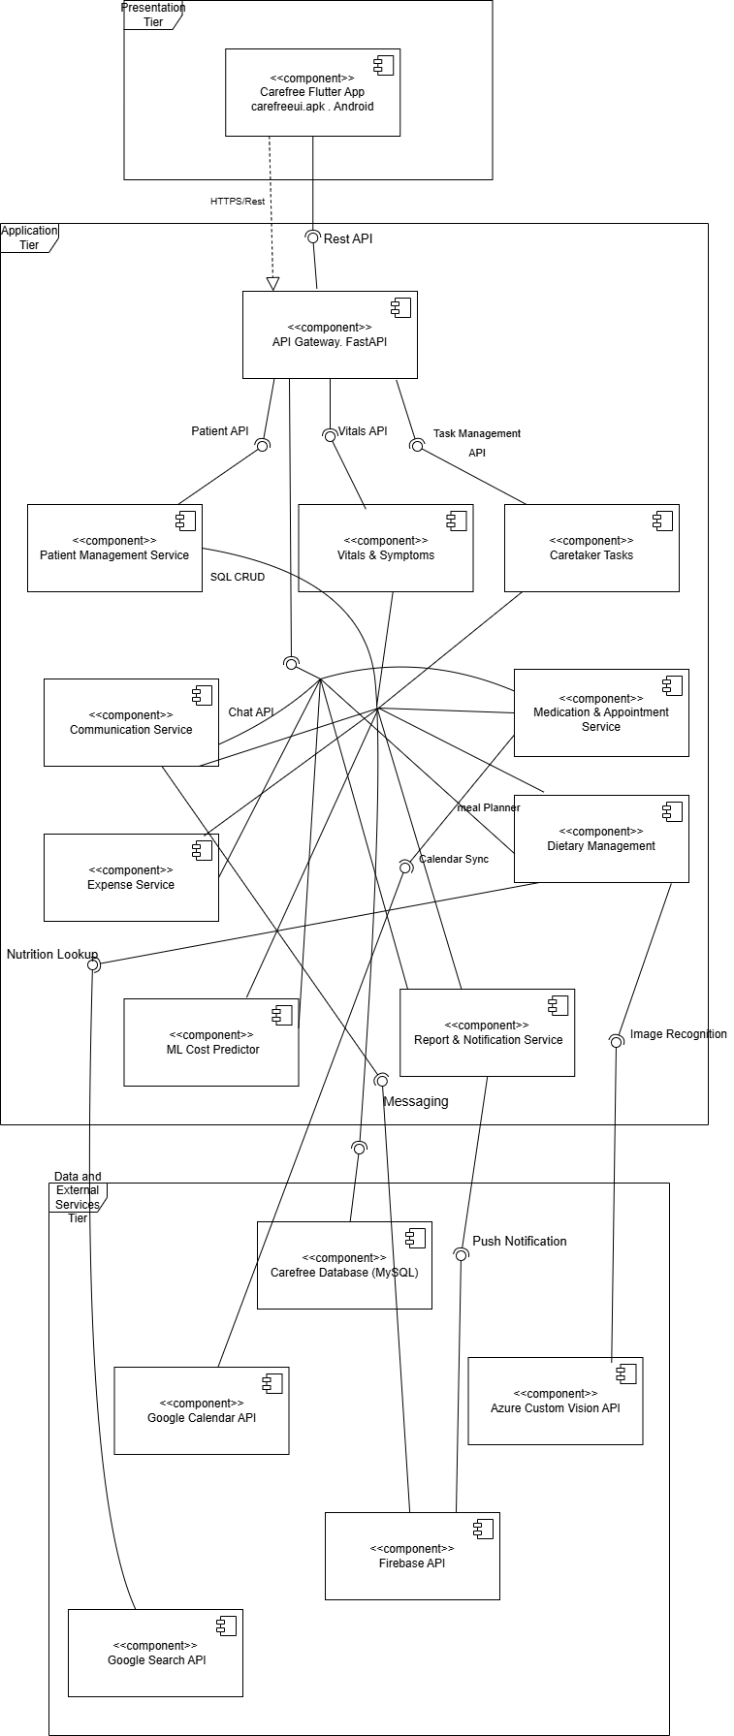 Presentation
Tier
<<component>>
Carefree Flutter App
carefreeui.apk . Android
HTTPS/Rest
Application
Tier
Rest API
<<component>>
API Gateway. FastAPI
Patient API
Vitals API
Task Management
API
<<component>>
Patient Management Service
<<component>>
Vitals & Symptoms
<<component>>
Caretaker Tasks
SQL CRUD
<<component>>
Communication Service
Chat API
<<component>>
Medication & Appointment
Service
meal Planner
<<component>>
Dietary Management
Calendar Sync
<<component>>
Expense Service
Nutrition Lookup
<<component>>
ML Cost Predictor
<<component>>
Report & Notification Service
Image Recognition
Messaging
Data and
External
Services
Tier
<<component>>
Carefree Database (MySQL)
Push Notification
<<component>>
Google Calendar API
<<component>>
Azure Custom Vision API
<<component>>
Firebase API
<<component>>
Google Search API